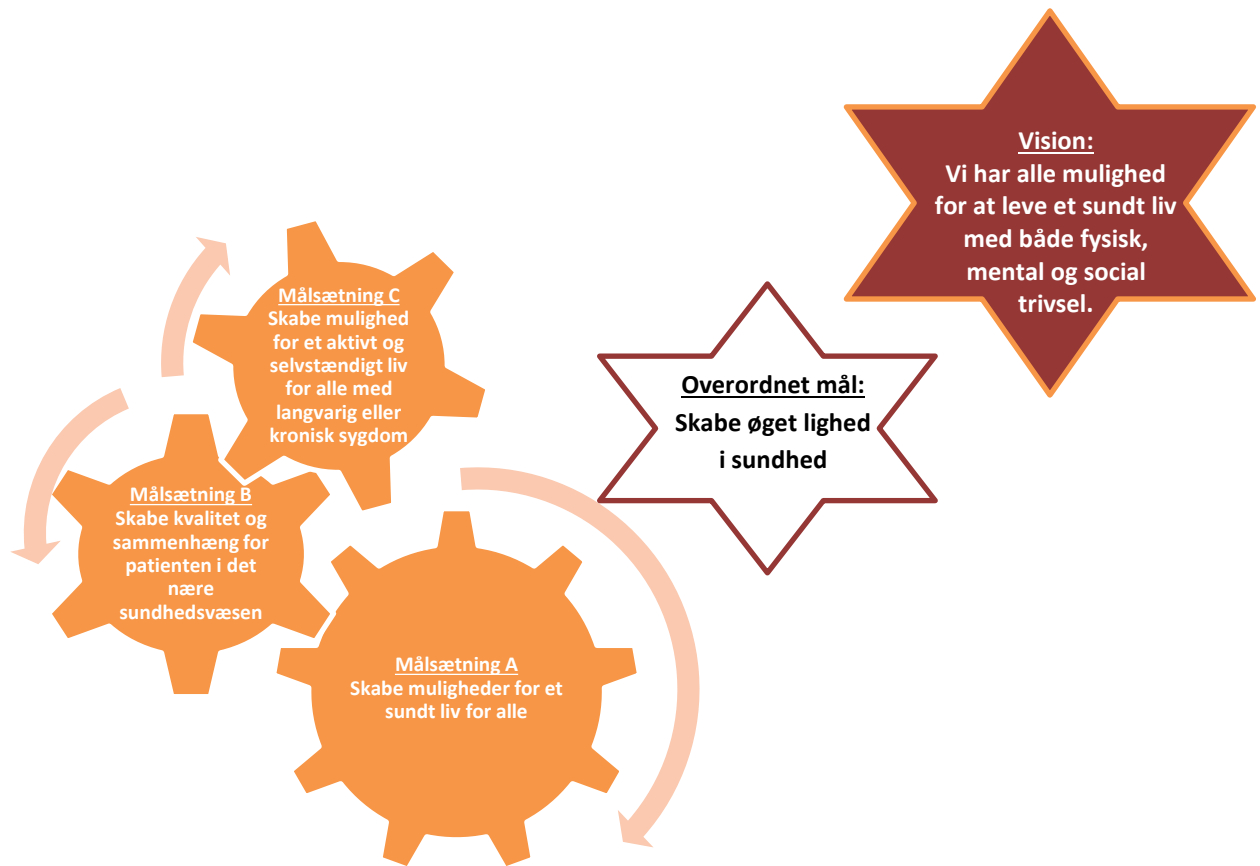 Vision:
Vi har alle mulighed
for at leve et sundt liv
med både fysisk,
mental og social
trivsel.
Overordnet mål:
Skabe øget lighed
i sundhed
Målsætning C
Skabe mulighed
for et aktivt og
selvstændigt liv
for alle med
langvarig eller
kronisk sygdom
Målsætning B
Skabe kvalitet og
sammenhæng for
patienten i det
nære
sundhedsvæsen
Målsætning A
Skabe muligheder for et
sundt liv for alle